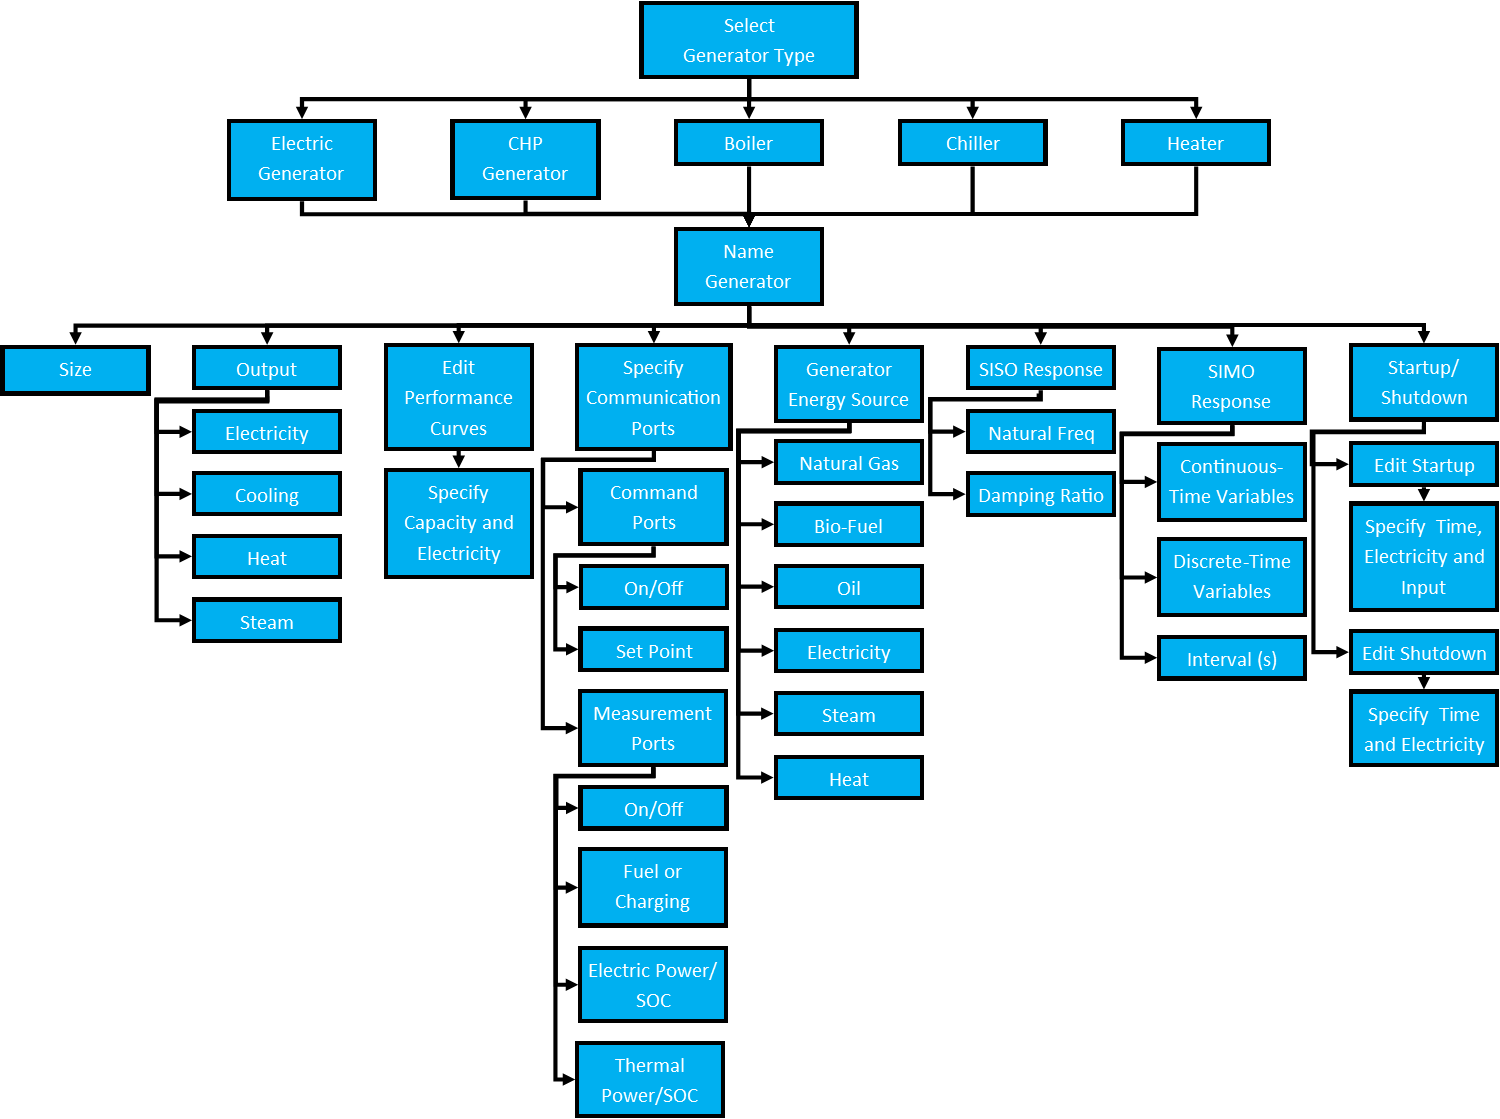 Select
Generator Type
Electric
Generator
CHP
Generator
Boiler
Chiller
Heater
Name
Generator
Size
Output
Electricity
Cooling
Heat
Steam
Edit
Performance
Curves
Specify
Capacity and
Electricity
Specify
Communication
Ports
Command
Ports
On/Off
Set Point
Measurement
Ports
On/Off
Fuel or
Charging
Electric Power/
SOC
Thermal
Power/SOC
Generator
Energy Source
Natural Gas
Bio-Fuel
Oil
Electricity
Steam
Heat
SISO Response
Natural Freq
Damping Ratio
SIMO
Response
Continuous-
Time Variables
Discrete-Time
Variables
Interval (s)
Startup/
Shutdown
Edit Startup
Specify Time,
Electricity and
Input
Edit Shutdown
Specify Time
and Electricity